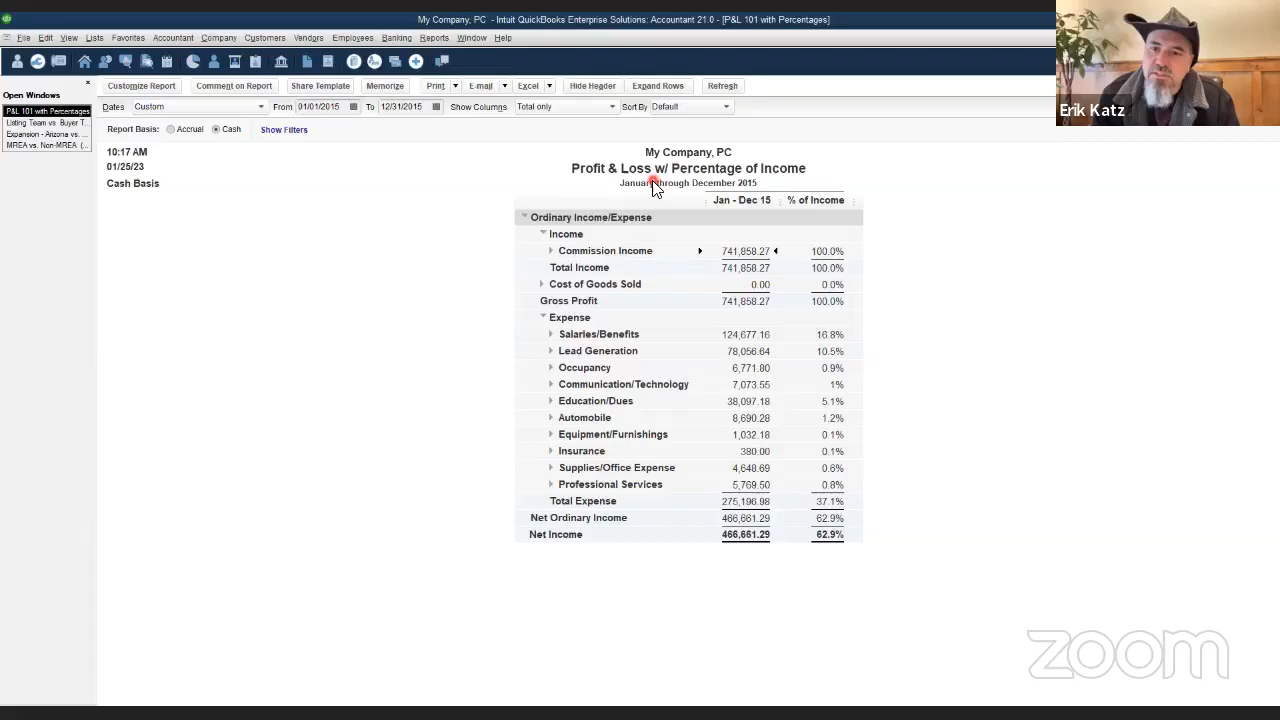 My Company, PC - Intuit QuickBooks Enterprise Solutions: Accountant 21.0 - [P&L 101 with Percentages]
File Edit View Lists Favorites Accountant Company Customers Vendors Employees Banking Reports Window Help
Open Windows
P&L 101 with Percentages
Listing Team vs Buyer T...
Expansion - Arizona vs. ...
MREA vs. Non-MREA (...
Customize Report Comment on Report Share Template Memorize Print E-mail Excel Hide Header Expand Rows Refresh
Dates Custom From 01/01/2015 To 12/31/2015 Show Columns Total only Sort By Default
Report Basis: Accrual Cash Show Filters
Erik Katz
10:17 AM
01/25/23
Cash Basis
My Company, PC
Profit & Loss w/ Percentage of Income
January through December 2015
Jan - Dec 15 % of Income
Ordinary Income/Expense
Income
Commission Income 741,858.27 100.0%
Total Income 741,858.27 100.0%
Cost of Goods Sold 0.00 0.0%
Gross Profit 741,858.27 100.0%
Expense
Salaries/Benefits 124,677.16 16.8%
Lead Generation 78,056.64 10.5%
Occupancy 6,771.80 0.9%
Communication/Technology 7,073.55 1%
Education/Dues 38,097.18 5.1%
Automobile 8,690.28 1.2%
Equipment/Furnishings 1,032.18 0.1%
Insurance 380.00 0.1%
Supplies/Office Expense 4,648.69 0.6%
Professional Services 5,769.50 0.8%
Total Expense 275,196.98 37.1%
Net Ordinary Income 466,661.29 62.9%
Net Income 466,661.29 62.9%
zoom